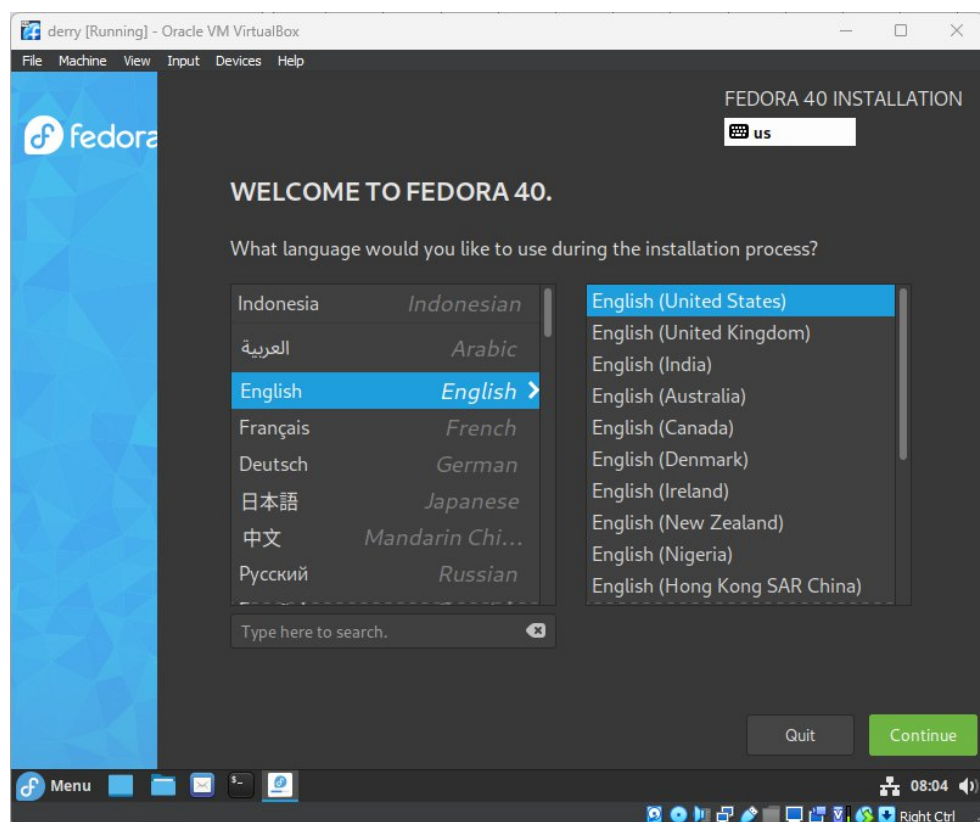 derry [Running] - Oracle VM VirtualBox
File Machine View Input Devices Help
fedora
FEDORA 40 INSTALLATION
us
WELCOME TO FEDORA 40.
What language would you like to use during the installation process?
Indonesia Indonesian
العربية Arabic
English English
Français French
Deutsch German
日本語 Japanese
中文 Mandarin Chi...
Русский Russian
English (United States)
English (United Kingdom)
English (India)
English (Australia)
English (Canada)
English (Denmark)
English (Ireland)
English (New Zealand)
English (Nigeria)
English (Hong Kong SAR China)
Type here to search.
Quit Continue
Menu 08:04
Right Ctrl